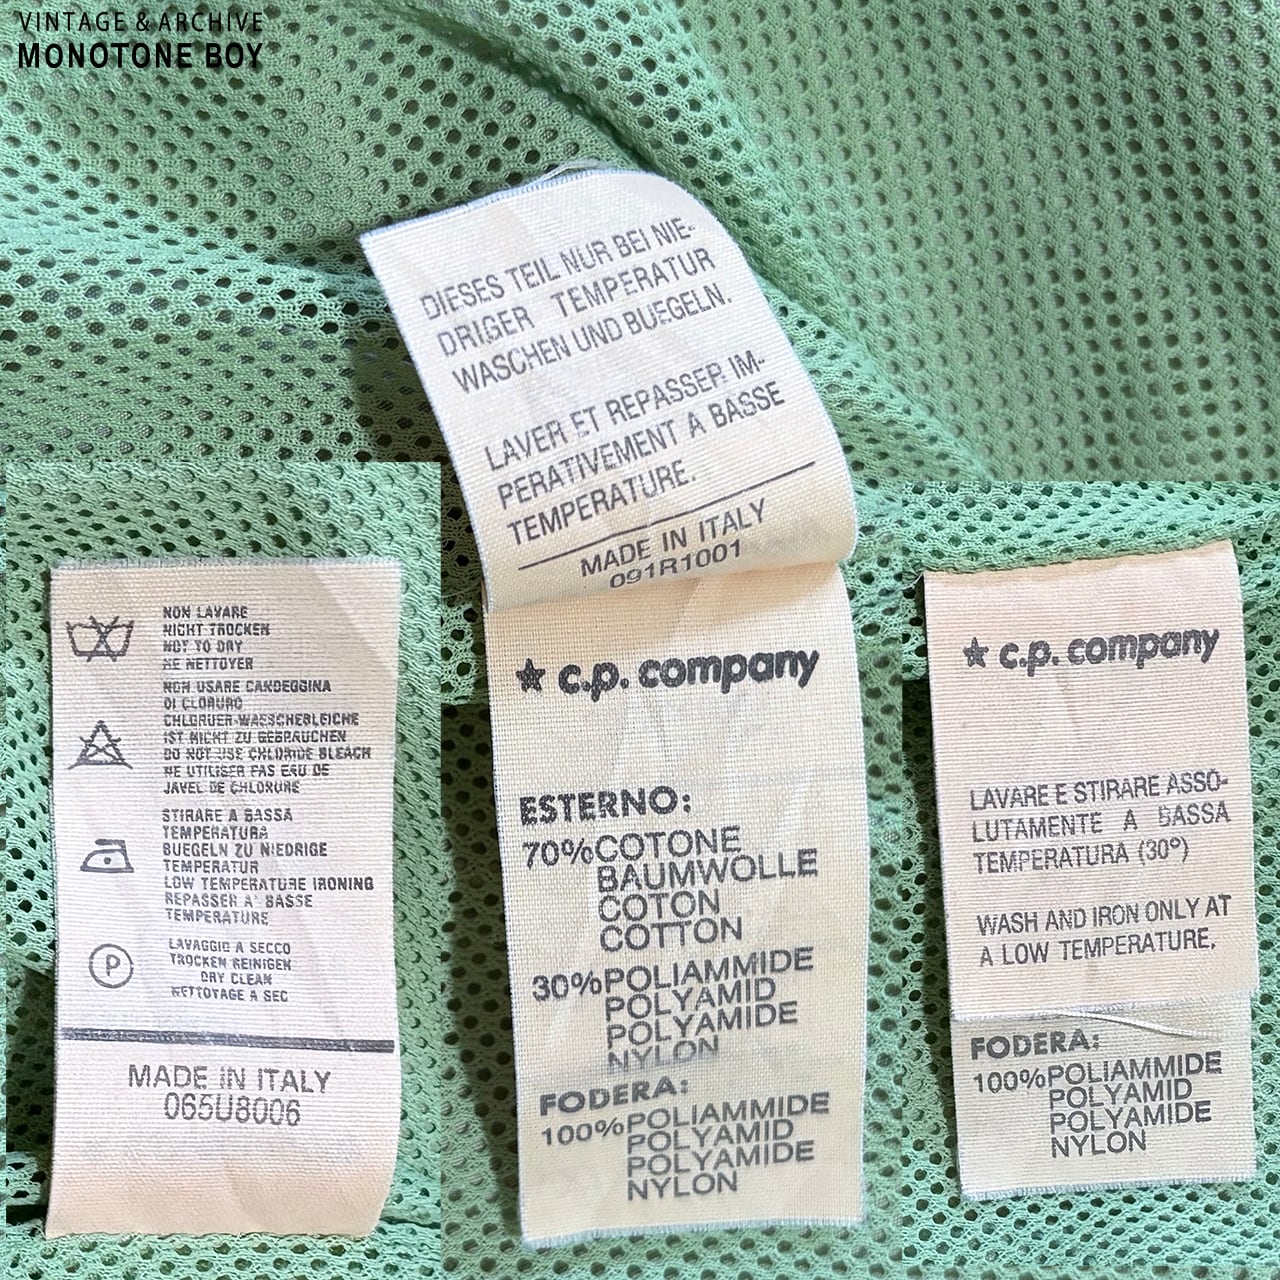 VINTAGE & ARCHIVE
MONOTONE BOY
DIESES TEIL NUR BEI NIE-
DRIGER TEMPERATUR
WASCHEN UND BUEGELN.
LAVER ET REPASSER IM-
PERATIVEMENT A BASSE
TEMPERATURE.
MADE IN ITALY
091R1001
★ c.p. company
ESTERNO:
70% COTONE
BAUMWOLLE
COTON
COTTON
30% POLIAMMIDE
POLYAMID
POLYAMIDE
NYLON
FODERA:
100% POLIAMMIDE
POLYAMID
POLYAMIDE
NYLON
NON LAVARE
NICHT TROCKEN
NOT TO DRY
NE NETTOYER
NON USARE CANDEGGINA
DI CLORURO
CHLORUER-WAESCHEBLEICHE
IST NICHT ZU GEBRAUCHEN
DO NOT USE CHLORIDE BLEACH
NE UTILISER PAS EAU DE
JAVEL DE CHLORURE
STIRARE A BASSA
TEMPERATURA
BUEGELN ZU NIEDRIGE
TEMPERATUR
LOW TEMPERATURE IRONING
REPASSER A' BASSE
TEMPERATURE
P
LAVAGGIO A SECCO
TROCKEN REINIGEN
DRY CLEAN
NETTOYAGE A SEC
MADE IN ITALY
065U8006
★ c.p. company
LAVARE E STIRARE ASSO-
LUTAMENTE A BASSA
TEMPERATURA (30°)
WASH AND IRON ONLY AT
A LOW TEMPERATURE.
FODERA:
100% POLIAMMIDE
POLYAMID
POLYAMIDE
NYLON